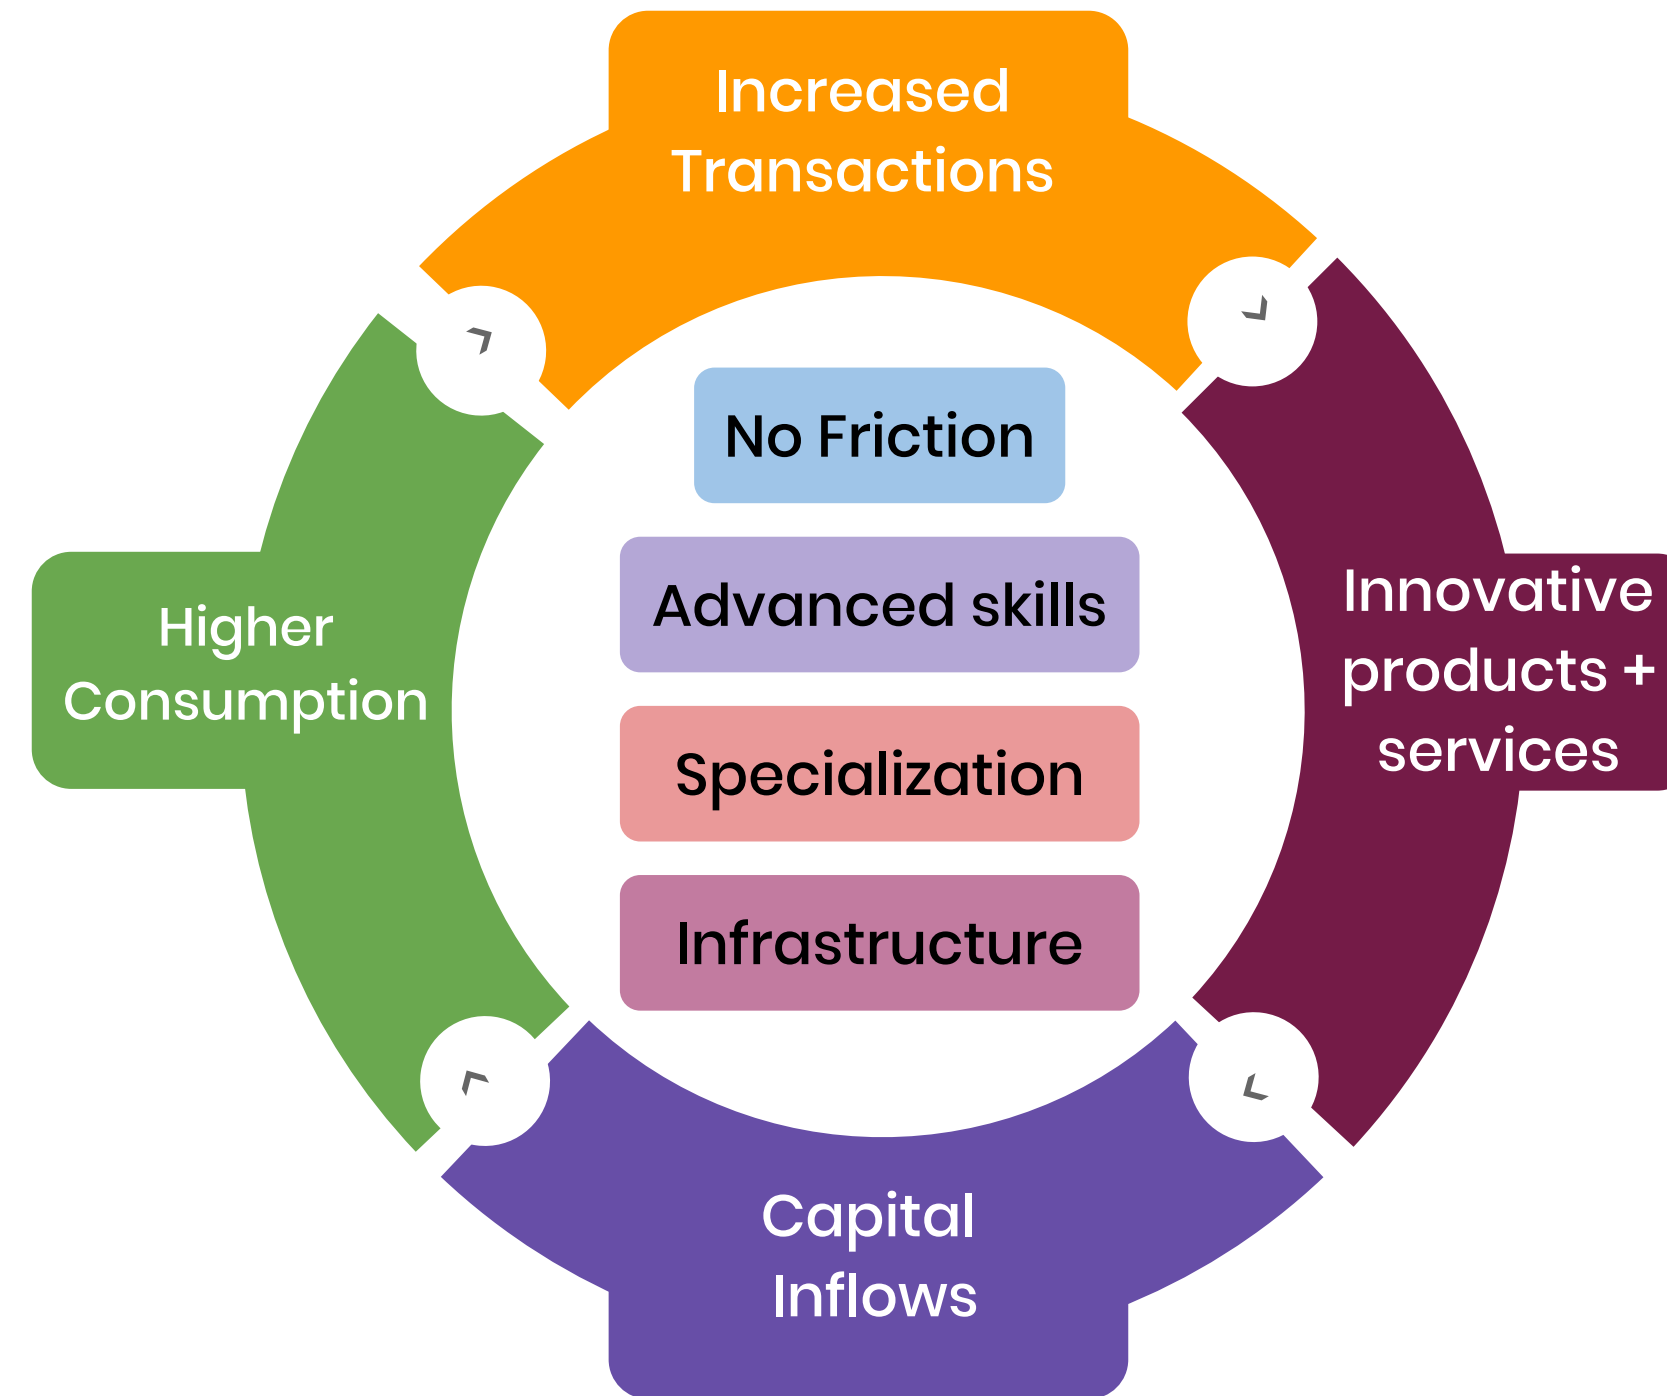 Increased
Transactions
No Friction
Advanced skills
Specialization
Infrastructure
Higher
Consumption
Innovative
products +
services
Capital
Inflows